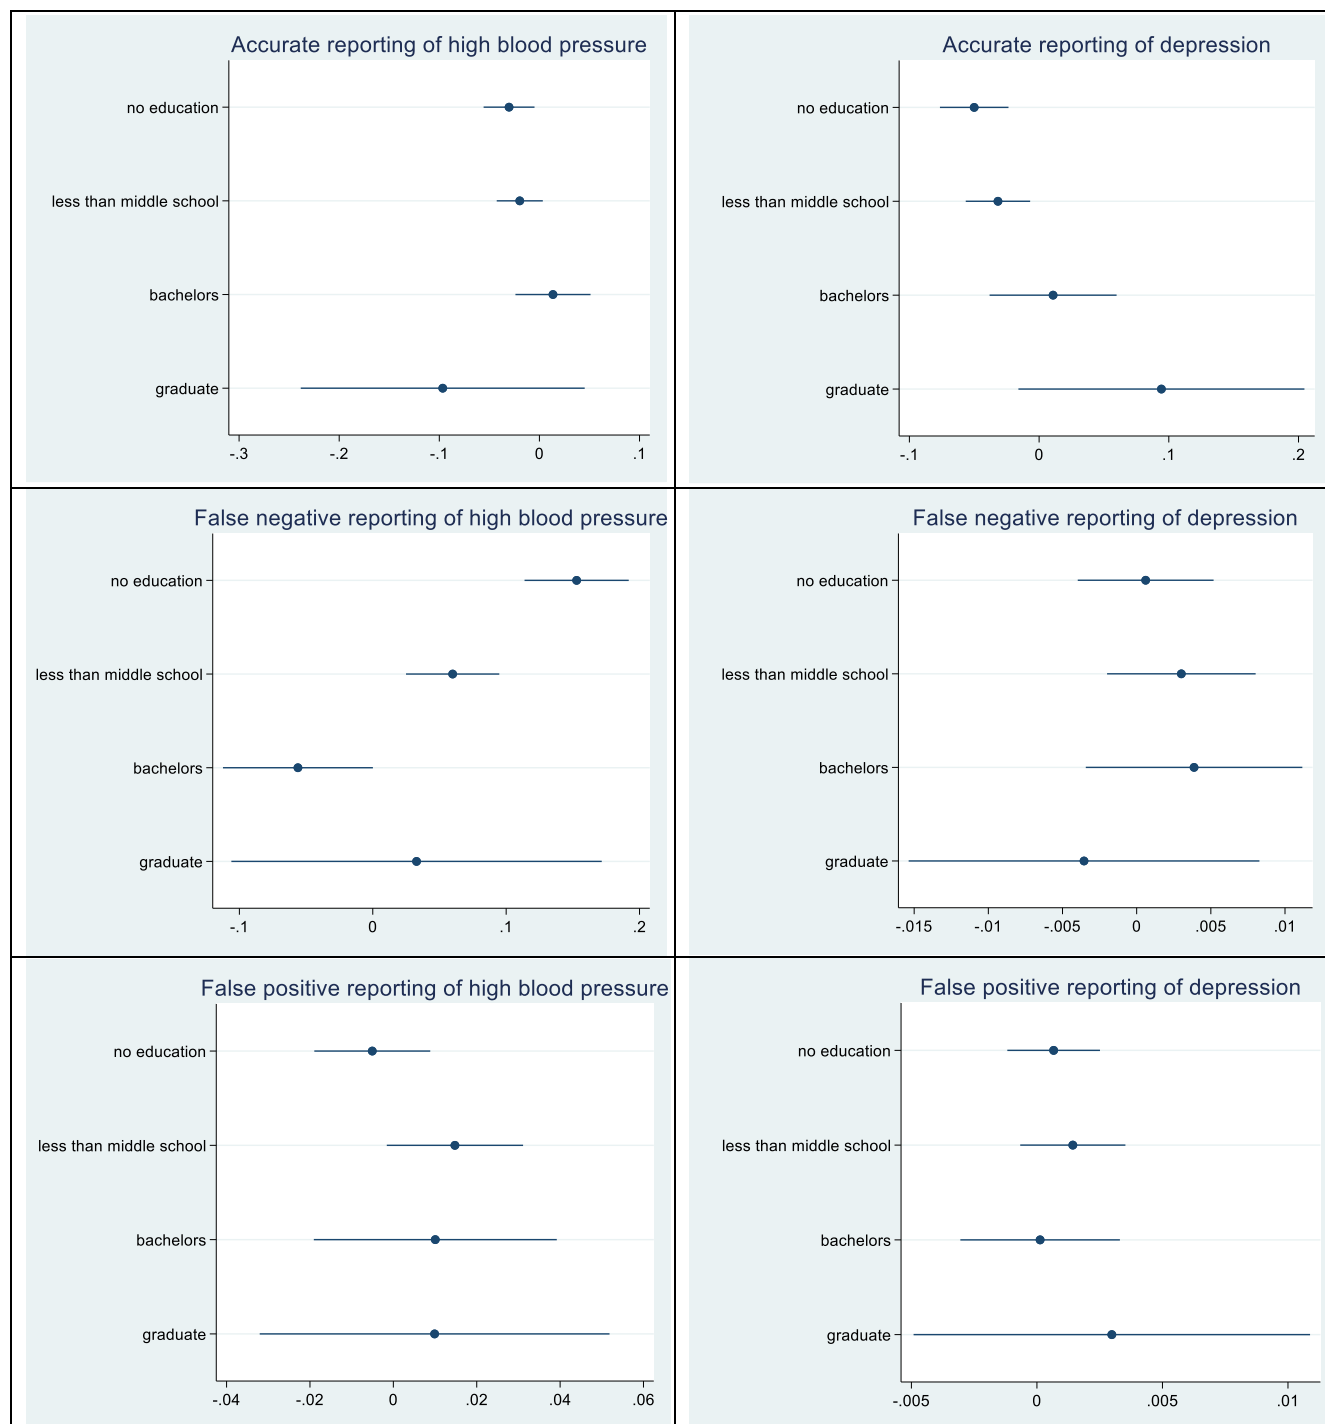 Accurate reporting of high blood pressure
no education
less than middle school
bachelors
graduate
-.3 -.2 -.1 0 .1
Accurate reporting of depression
no education
less than middle school
bachelors
graduate
-.1 0 .1 .2
False negative reporting of high blood pressure
no education
less than middle school
bachelors
graduate
-.1 0 .1 .2
False negative reporting of depression
no education
less than middle school
bachelors
graduate
-.015 -.01 -.005 0 .005 .01
False positive reporting of high blood pressure
no education
less than middle school
bachelors
graduate
-.04 -.02 0 .02 .04 .06
False positive reporting of depression
no education
less than middle school
bachelors
graduate
-.005 0 .005 .01